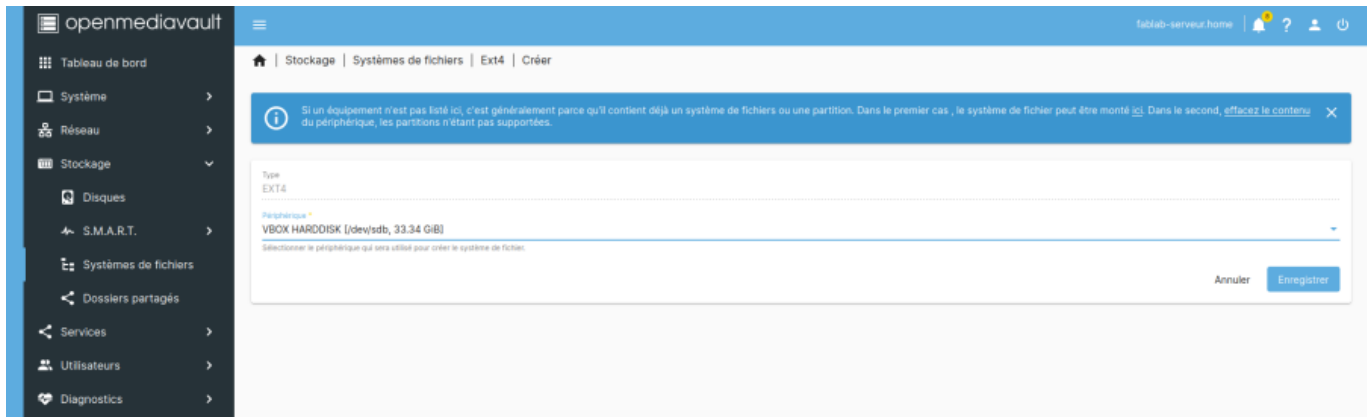 openmediavault
fablab-serveur.home
Tableau de bord
Système
Réseau
Stockage
Disques
S.M.A.R.T.
Systèmes de fichiers
Dossiers partagés
Services
Utilisateurs
Diagnostics
| Stockage | Systèmes de fichiers | Ext4 | Créer
Si un équipement n'est pas listé ici, c'est généralement parce qu'il contient déjà un système de fichiers ou une partition. Dans le premier cas , le système de fichier peut être monté ici. Dans le second, effacez le contenu
du périphérique, les partitions n'étant pas supportées.
Type
EXT4
Périphérique *
VBOX HARDDISK [/dev/sdb, 33.34 GiB]
Sélectionner le périphérique qui sera utilisé pour créer le système de fichier.
Annuler
Enregistrer